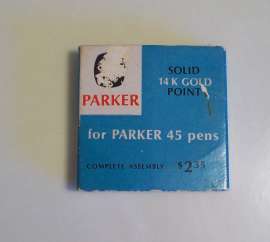 PARKER
SOLID
14 K GOLD
POINT
for PARKER 45 pens
COMPLETE ASSEMBLY $2.35